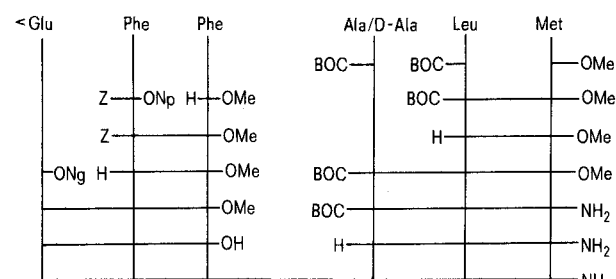 <Glu Phe Phe Ala/D-Ala Leu Met
BOC BOC OMe
Z ONp H OMe BOC OMe
Z OMe H OMe
ONg H OMe BOC OMe
OMe BOC NH2
OH H NH2